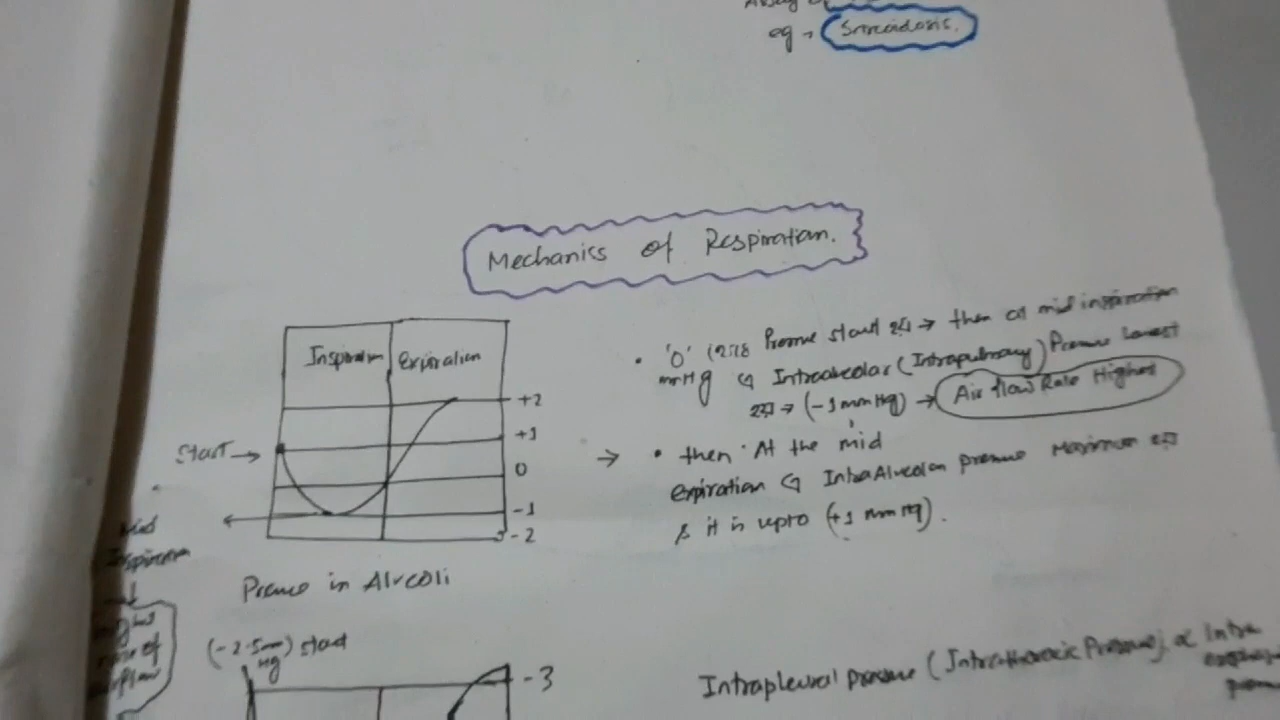 eg → Sarcoidosis.
Mechanics of Respiration.
Inspiration Expiration
+2
+1
Start →
0
-1
-2
Mid
Inspiration
Pressure in Alveoli
• '0' start → then at mid inspiration
mmHg Intraalveolar (Intrapulmonary) Pressure lowest
→ (-1 mmHg) → Air flow Rate Highest
→ • then At the mid
expiration IntraAlveolar pressure Maximum
& it is upto (+1 mmHg).
(-2.5mm Hg) start
-3
Intrapleural pressure (Intrathoracic Pressure) ∝ Intra